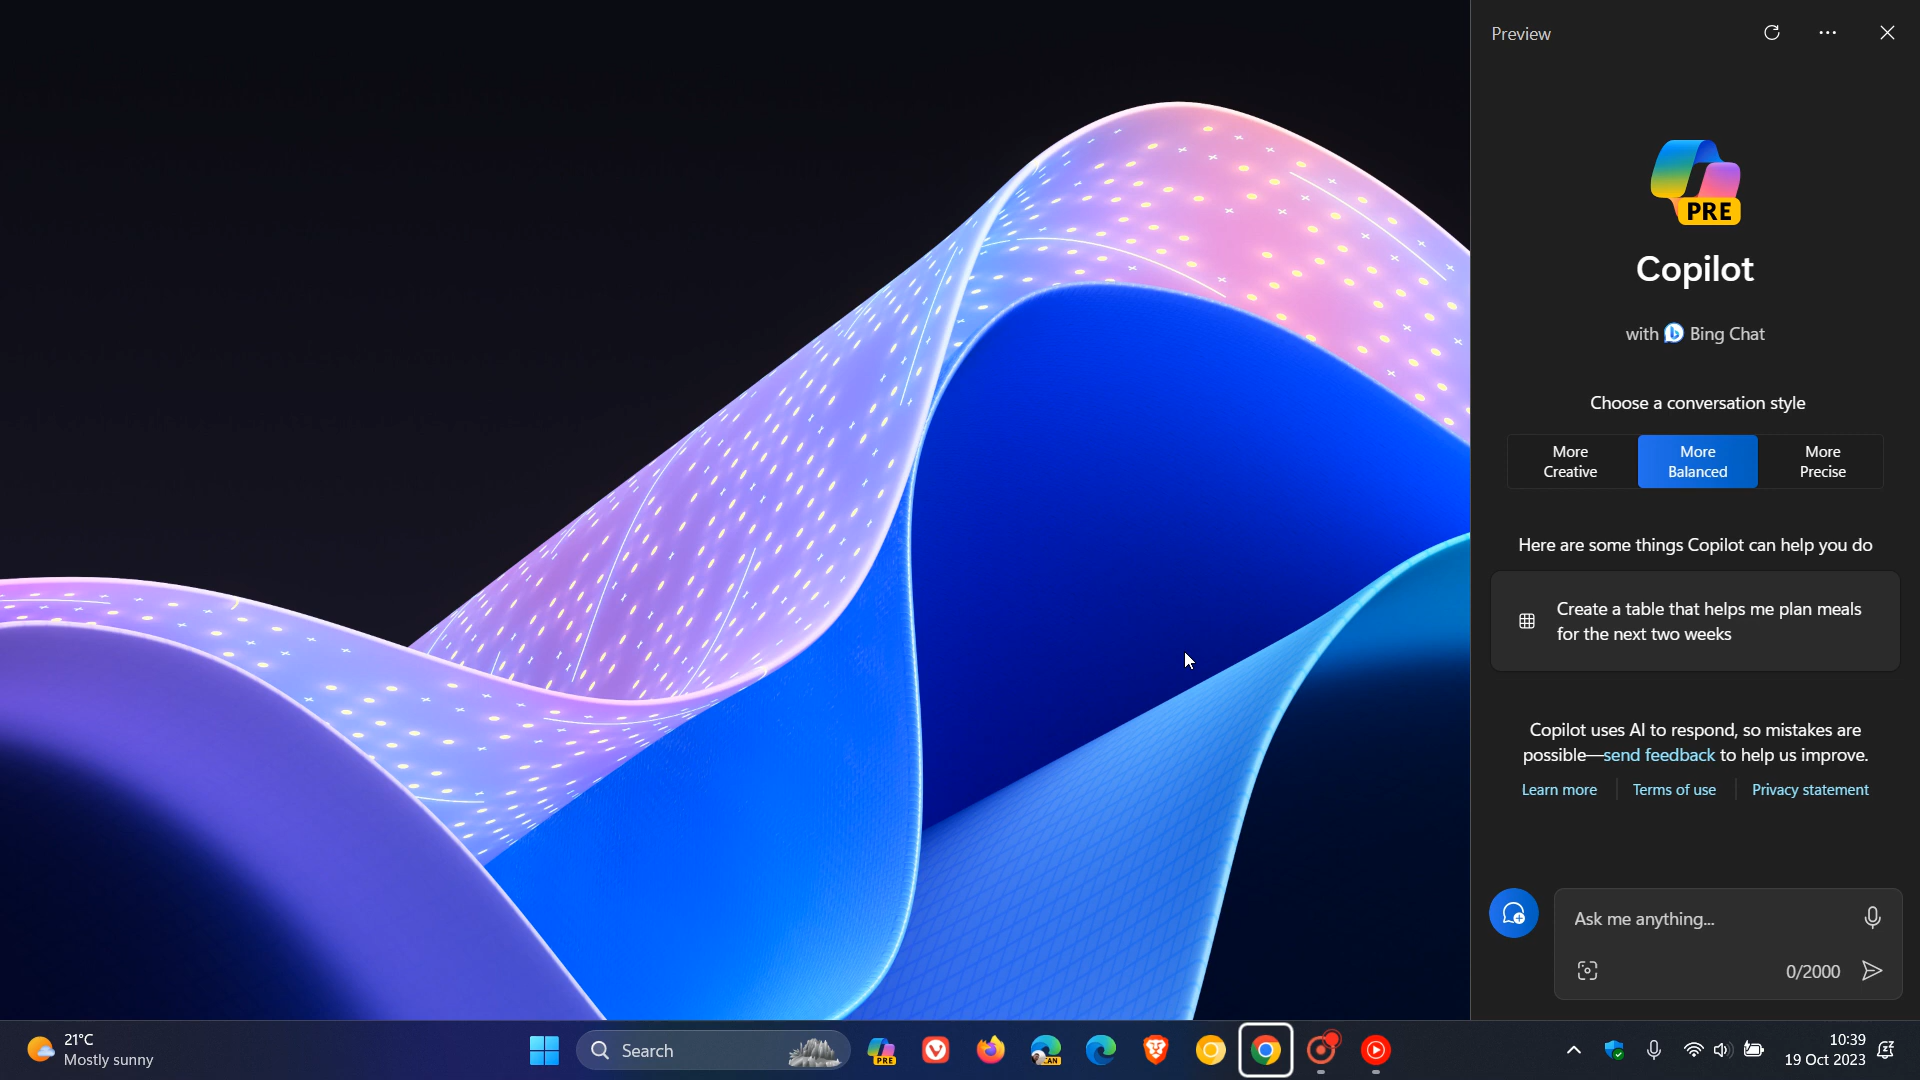 Preview
PRE
Copilot
with Bing Chat
Choose a conversation style
More
Creative
More
Balanced
More
Precise
Here are some things Copilot can help you do
Create a table that helps me plan meals
for the next two weeks
Copilot uses AI to respond, so mistakes are
possible—send feedback to help us improve.
Learn more
Terms of use
Privacy statement
Ask me anything...
0/2000
21°C
Mostly sunny
Search
PRE
CAN
10:39
19 Oct 2023